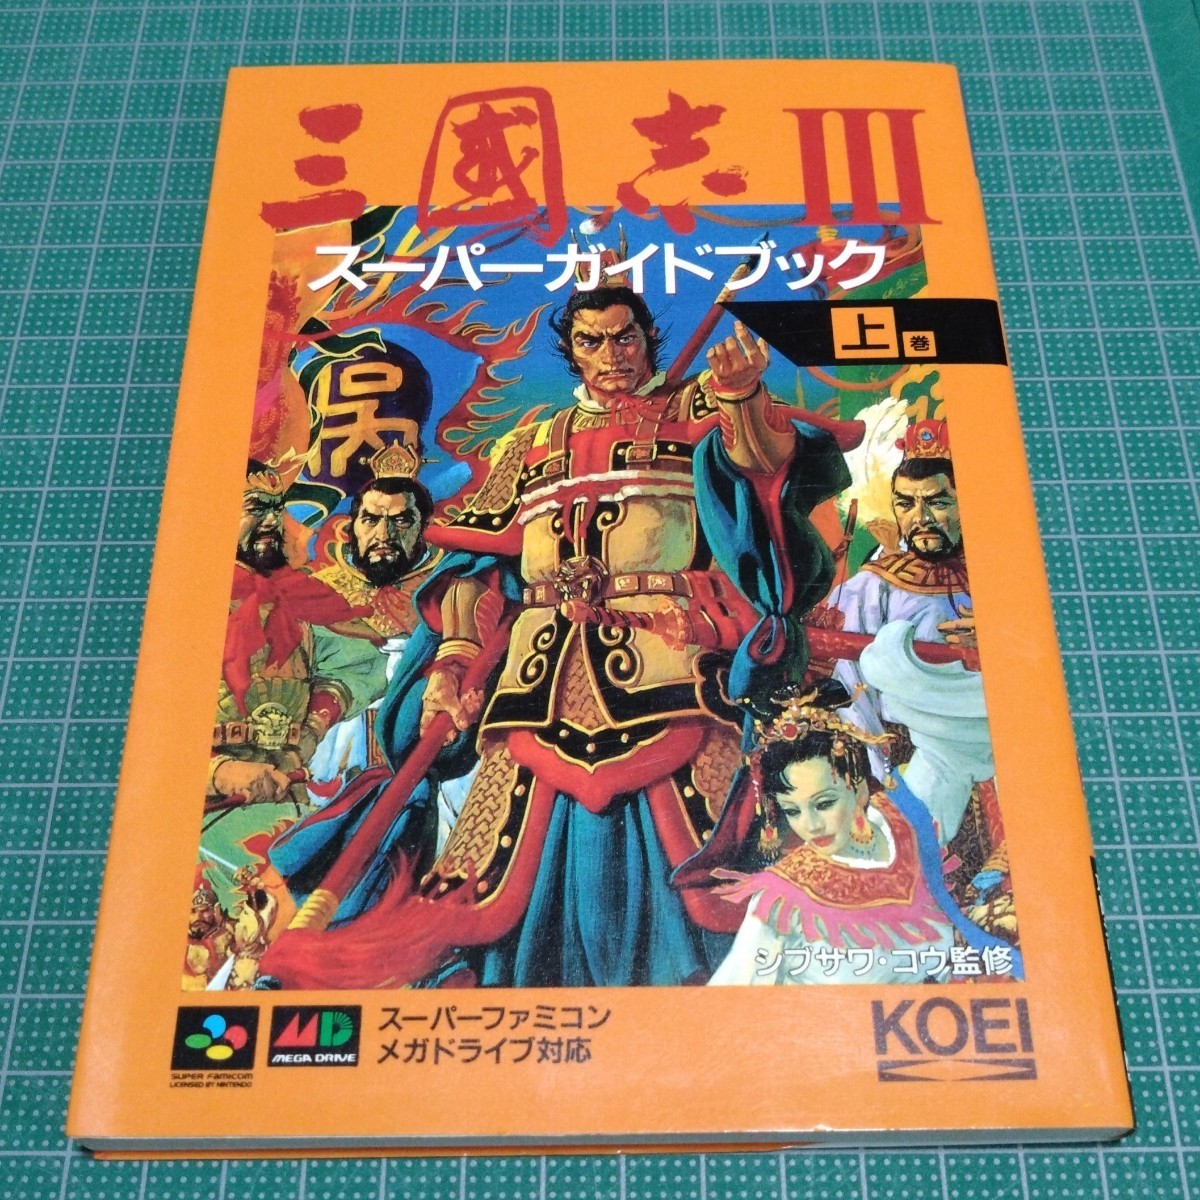 三國志III
スーパーガイドブック
上巻
呉
シブサワ・コウ監修
SUPER FAMICOM
LICENSED BY NINTENDO
MD
MEGA DRIVE
スーパーファミコン
メガドライブ対応
KOEI